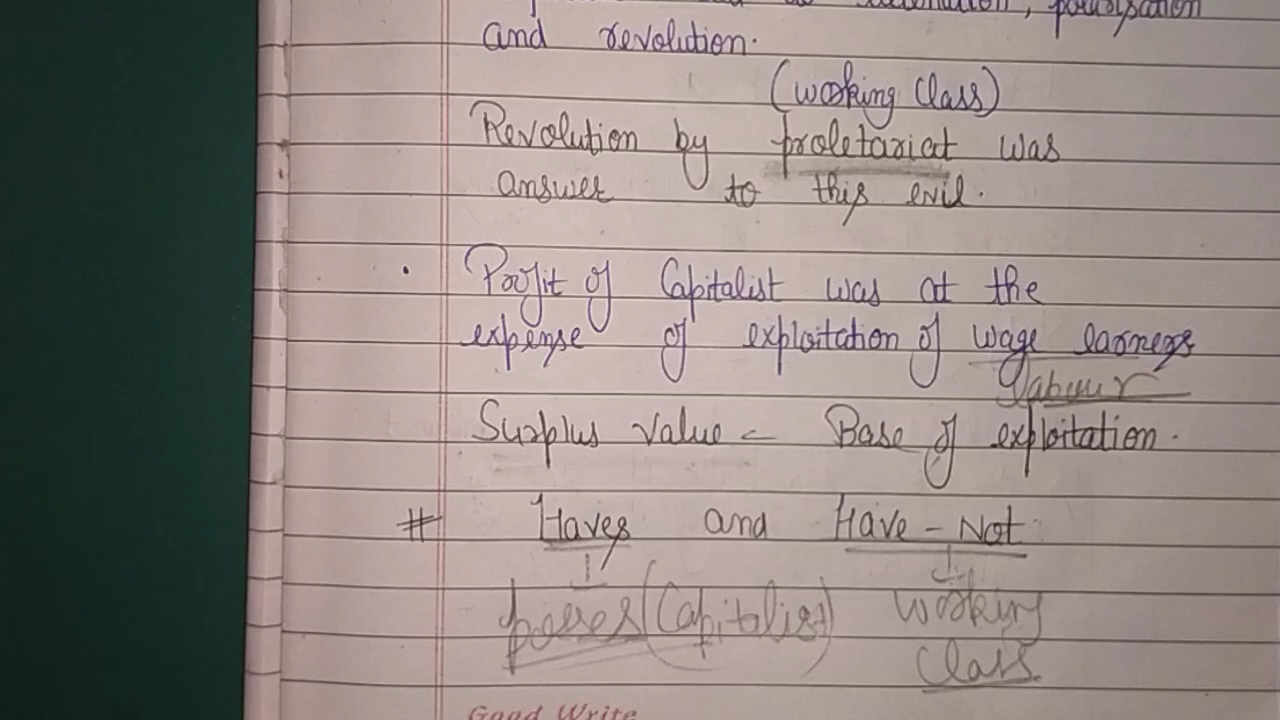 polarisation
and revolution.
(working class)
Revolution by proletariat was
answer to this evil.
Profit of Capitalist was at the
expense of exploitation of wage earners
labour
Surplus value = Base of exploitation.
# Haves and Have-Not
(Capitalist) working
class.
Good Write